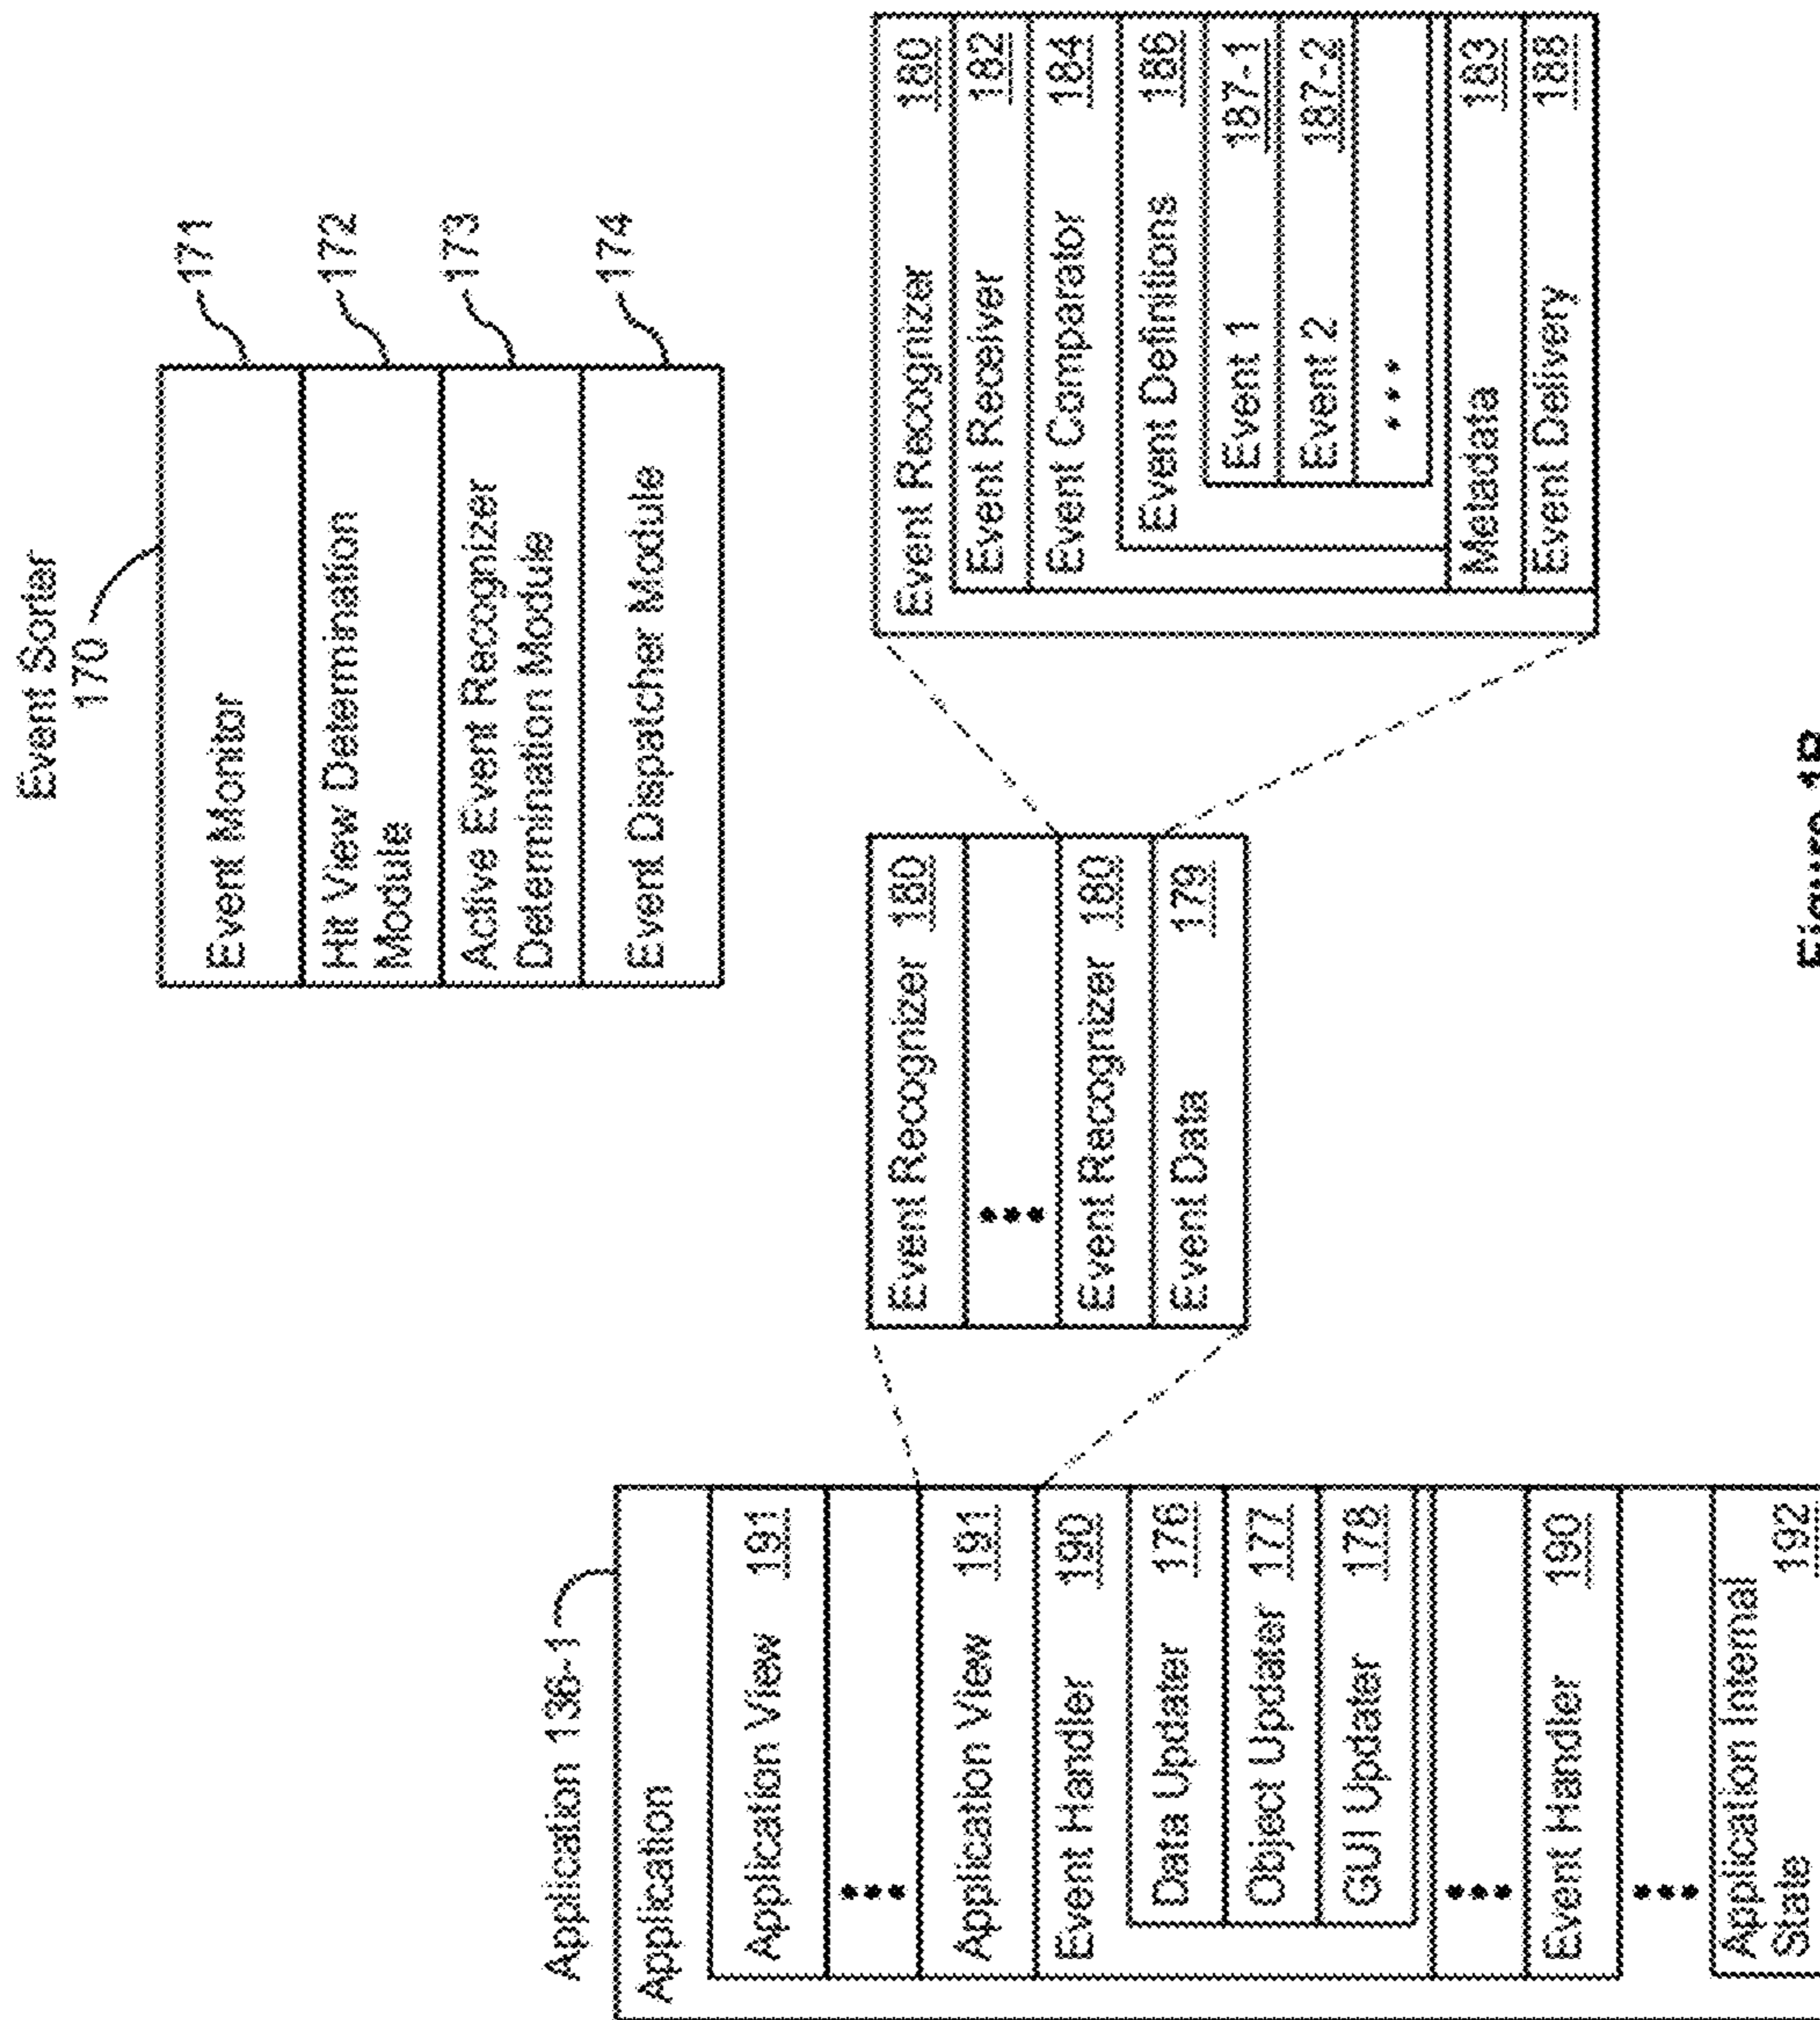 Event Sorter
170
Event Monitor 171
Hit View Determination 172
Module
Active Event Recognizer 173
Determination Module
Event Dispatcher Module 174
Application 136-1
Application
Application View 191
•••
Application View 191
Event Handler 190
Data Updater 176
Object Updater 177
GUI Updater 178
•••
Event Handler 190
•••
Application Internal
State 192
Event Recognizer 180
•••
Event Recognizer 180
Event Data 179
Event Recognizer 180
Event Receiver 182
Event Comparator 184
Event Definitions 186
Event 1 187-1
Event 2 187-2
•••
Metadata 183
Event Delivery 188
Figure 1B